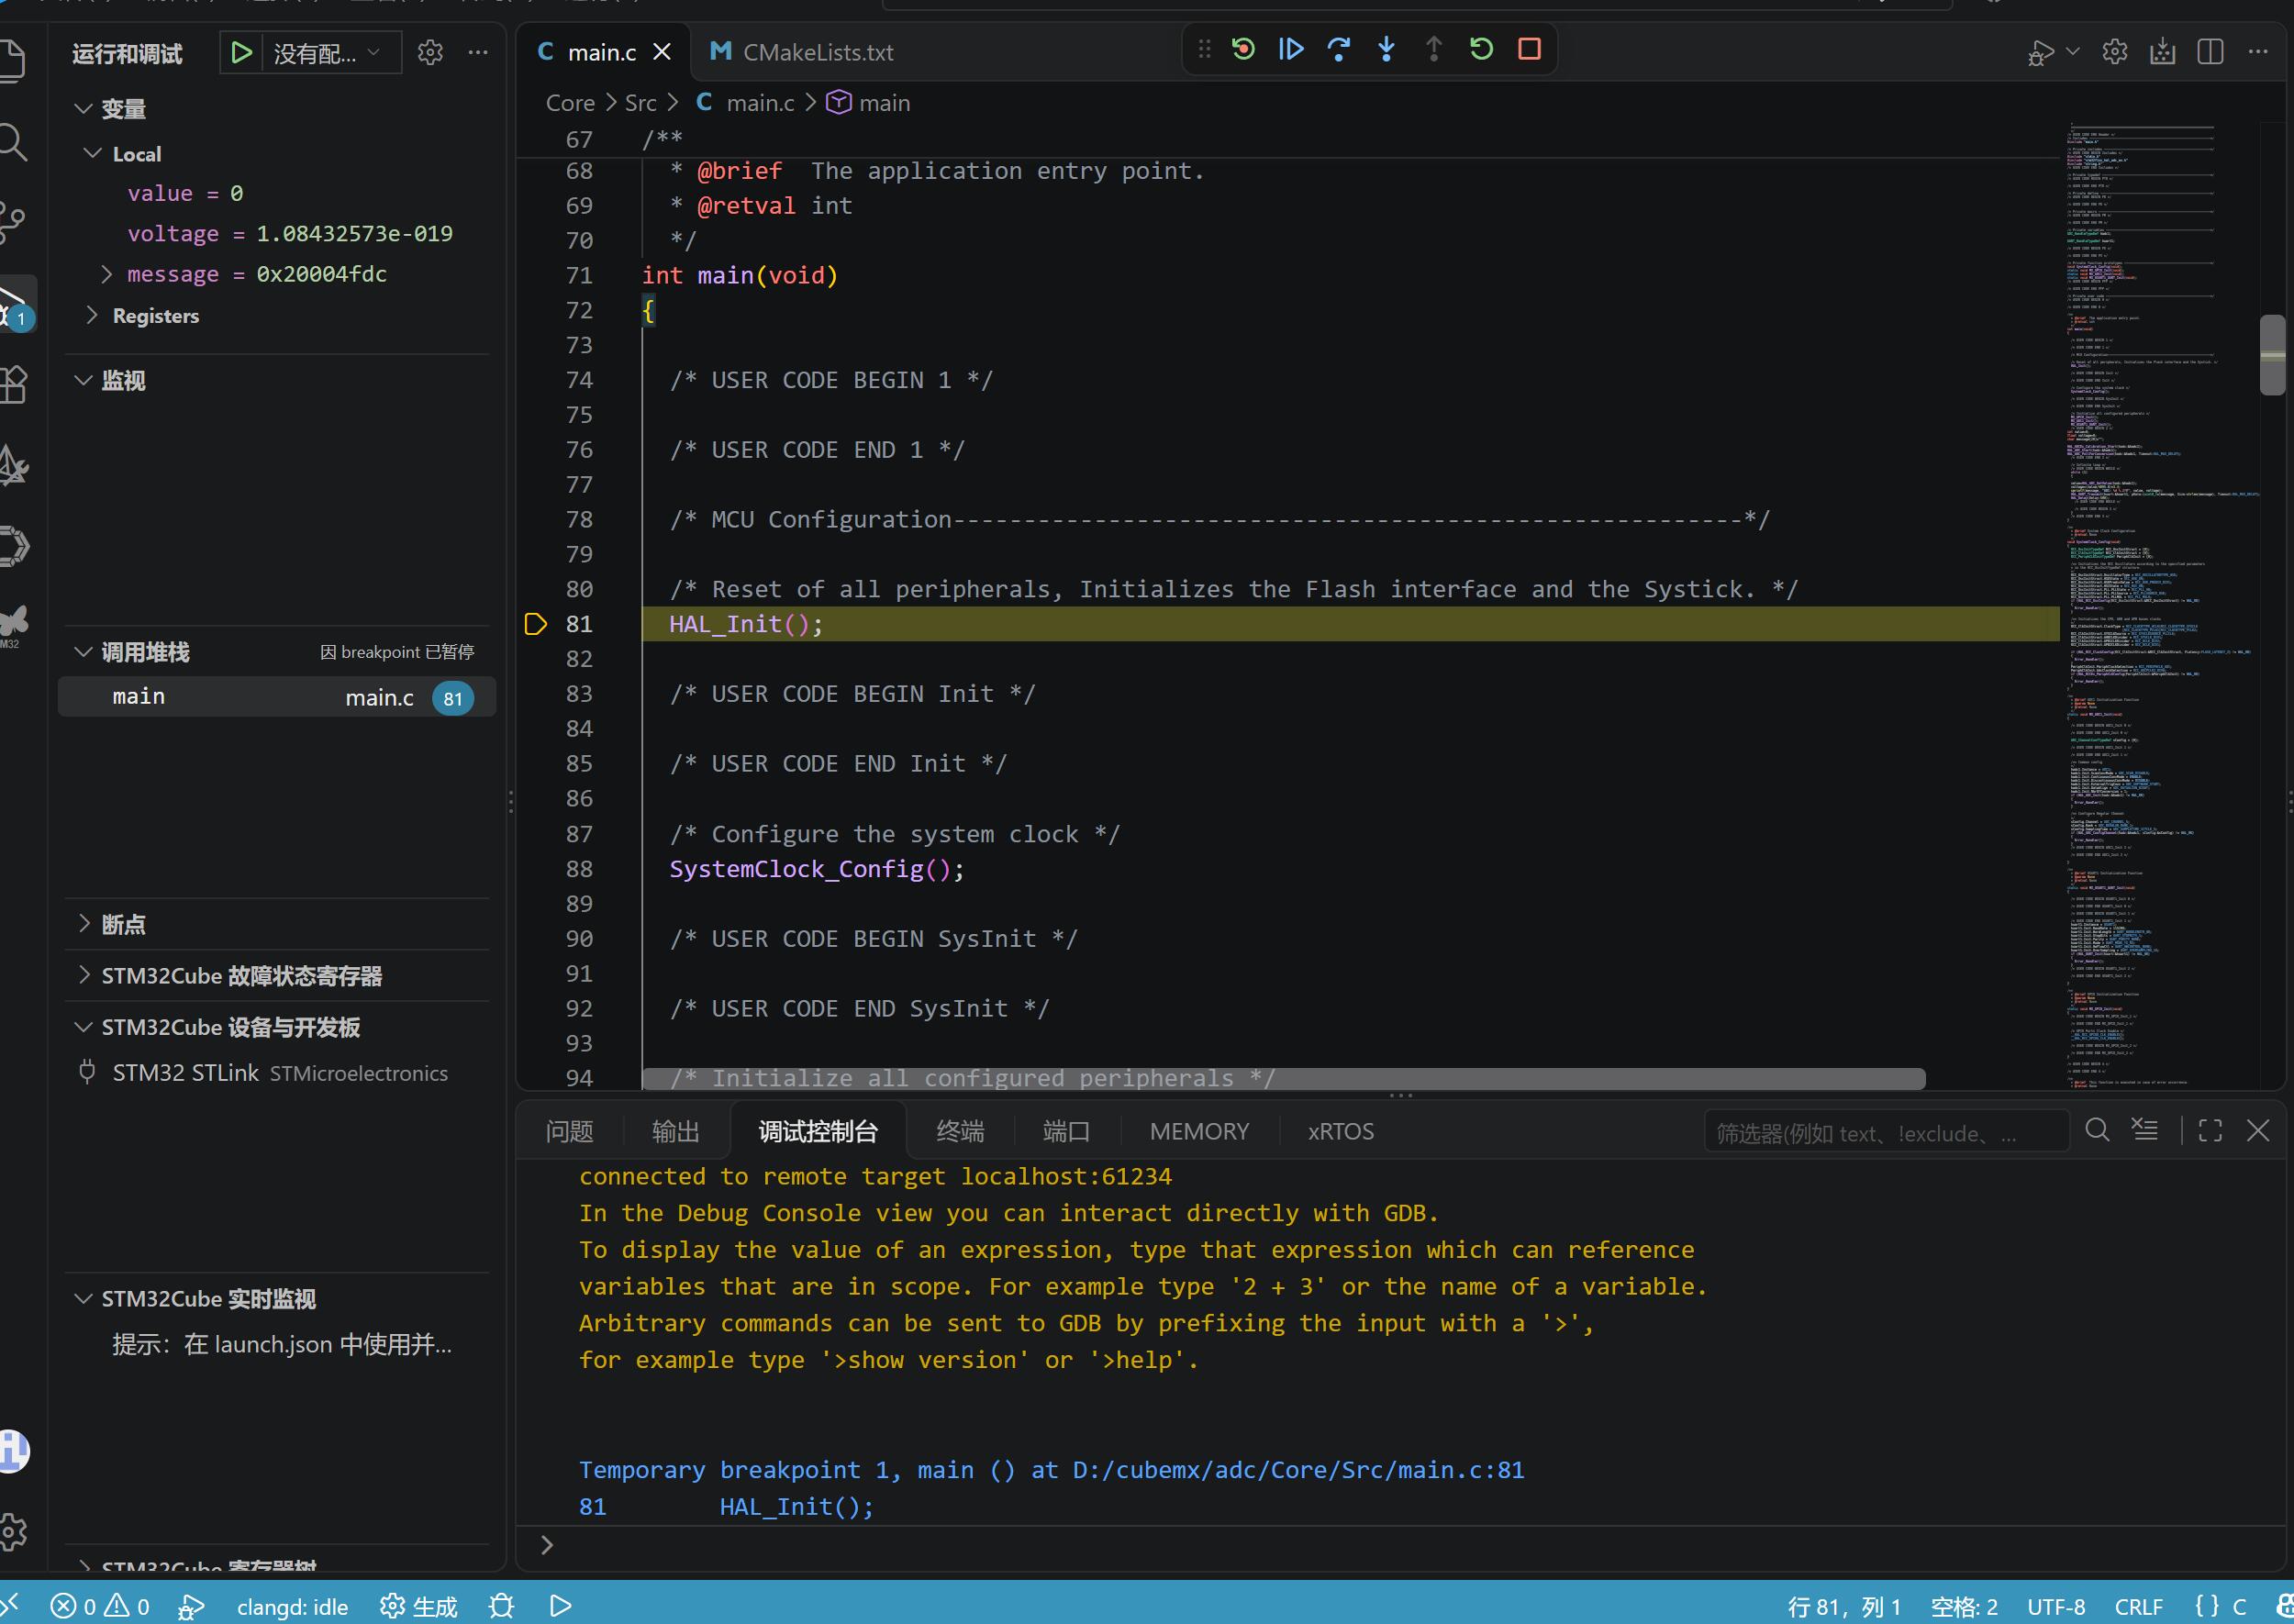 运行和调试
没有配...
变量
Local
value = 0
voltage = 1.08432573e-019
message = 0x20004fdc
Registers
监视
调用堆栈
因 breakpoint 已暂停
main
main.c
81
断点
STM32Cube 故障状态寄存器
STM32Cube 设备与开发板
STM32 STLink STMicroelectronics
STM32Cube 实时监视
提示：在 launch.json 中使用并...
STM32Cube 寄存器树
1
M32
main.c
CMakeLists.txt
Core > Src > C main.c > main
67 /**
68 * @brief  The application entry point.
69 * @retval int
70 */
71 int main(void)
72 {
73
74 /* USER CODE BEGIN 1 */
75
76 /* USER CODE END 1 */
77
78 /* MCU Configuration--------------------------------------------------------*/
79
80 /* Reset of all peripherals, Initializes the Flash interface and the Systick. */
81 HAL_Init();
82
83 /* USER CODE BEGIN Init */
84
85 /* USER CODE END Init */
86
87 /* Configure the system clock */
88 SystemClock_Config();
89
90 /* USER CODE BEGIN SysInit */
91
92 /* USER CODE END SysInit */
93
94 /* Initialize all configured peripherals */
问题 输出 调试控制台 终端 端口 MEMORY xRTOS
筛选器(例如 text、!exclude、...
connected to remote target localhost:61234
In the Debug Console view you can interact directly with GDB.
To display the value of an expression, type that expression which can reference
variables that are in scope. For example type '2 + 3' or the name of a variable.
Arbitrary commands can be sent to GDB by prefixing the input with a '>',
for example type '>show version' or '>help'.
Temporary breakpoint 1, main () at D:/cubemx/adc/Core/Src/main.c:81
81        HAL_Init();
>
0 0 clangd: idle 生成
行 81，列 1 空格: 2 UTF-8 CRLF {} C